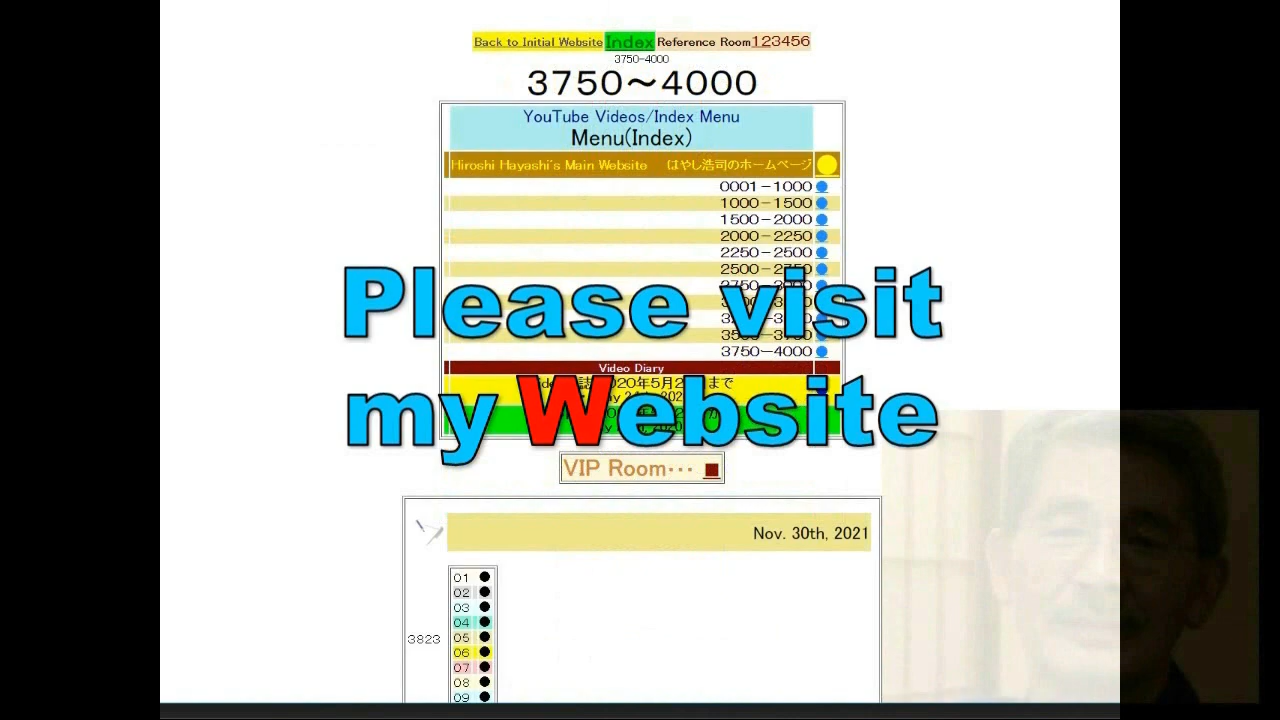 Back to Initial Website Index Reference Room123456
3750-4000
3750～4000
YouTube Videos/Index Menu
Menu(Index)
Hiroshi Hayashi's Main Website はやし浩司のホームページ
0001－1000
1000－1500
1500－2000
2000－2250
2250－2500
2500－2750
3750－4000
Please visit
my Website
Video Diary
VIP Room･･･
Nov. 30th, 2021
3823
01
02
03
04
05
06
07
08
09